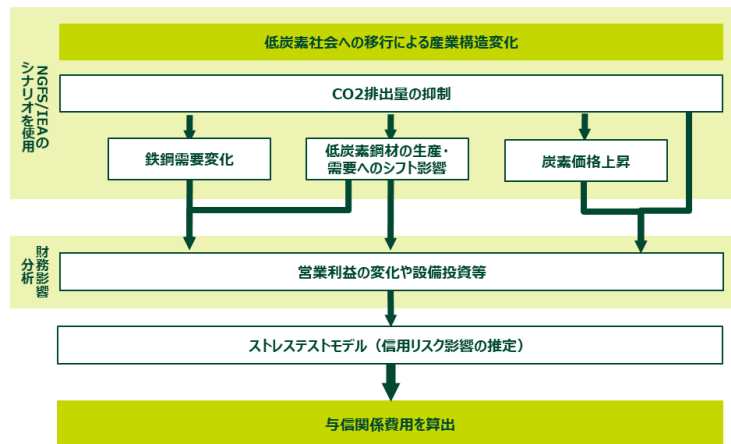 低炭素社会への移行による産業構造変化
NGFS/IEAの
シナリオを使用
CO2排出量の抑制
鉄鋼需要変化
低炭素鋼材の生産・
需要へのシフト影響
炭素価格上昇
財務影響
分析
営業利益の変化や設備投資等
ストレステストモデル（信用リスク影響の推定）
与信関係費用を算出